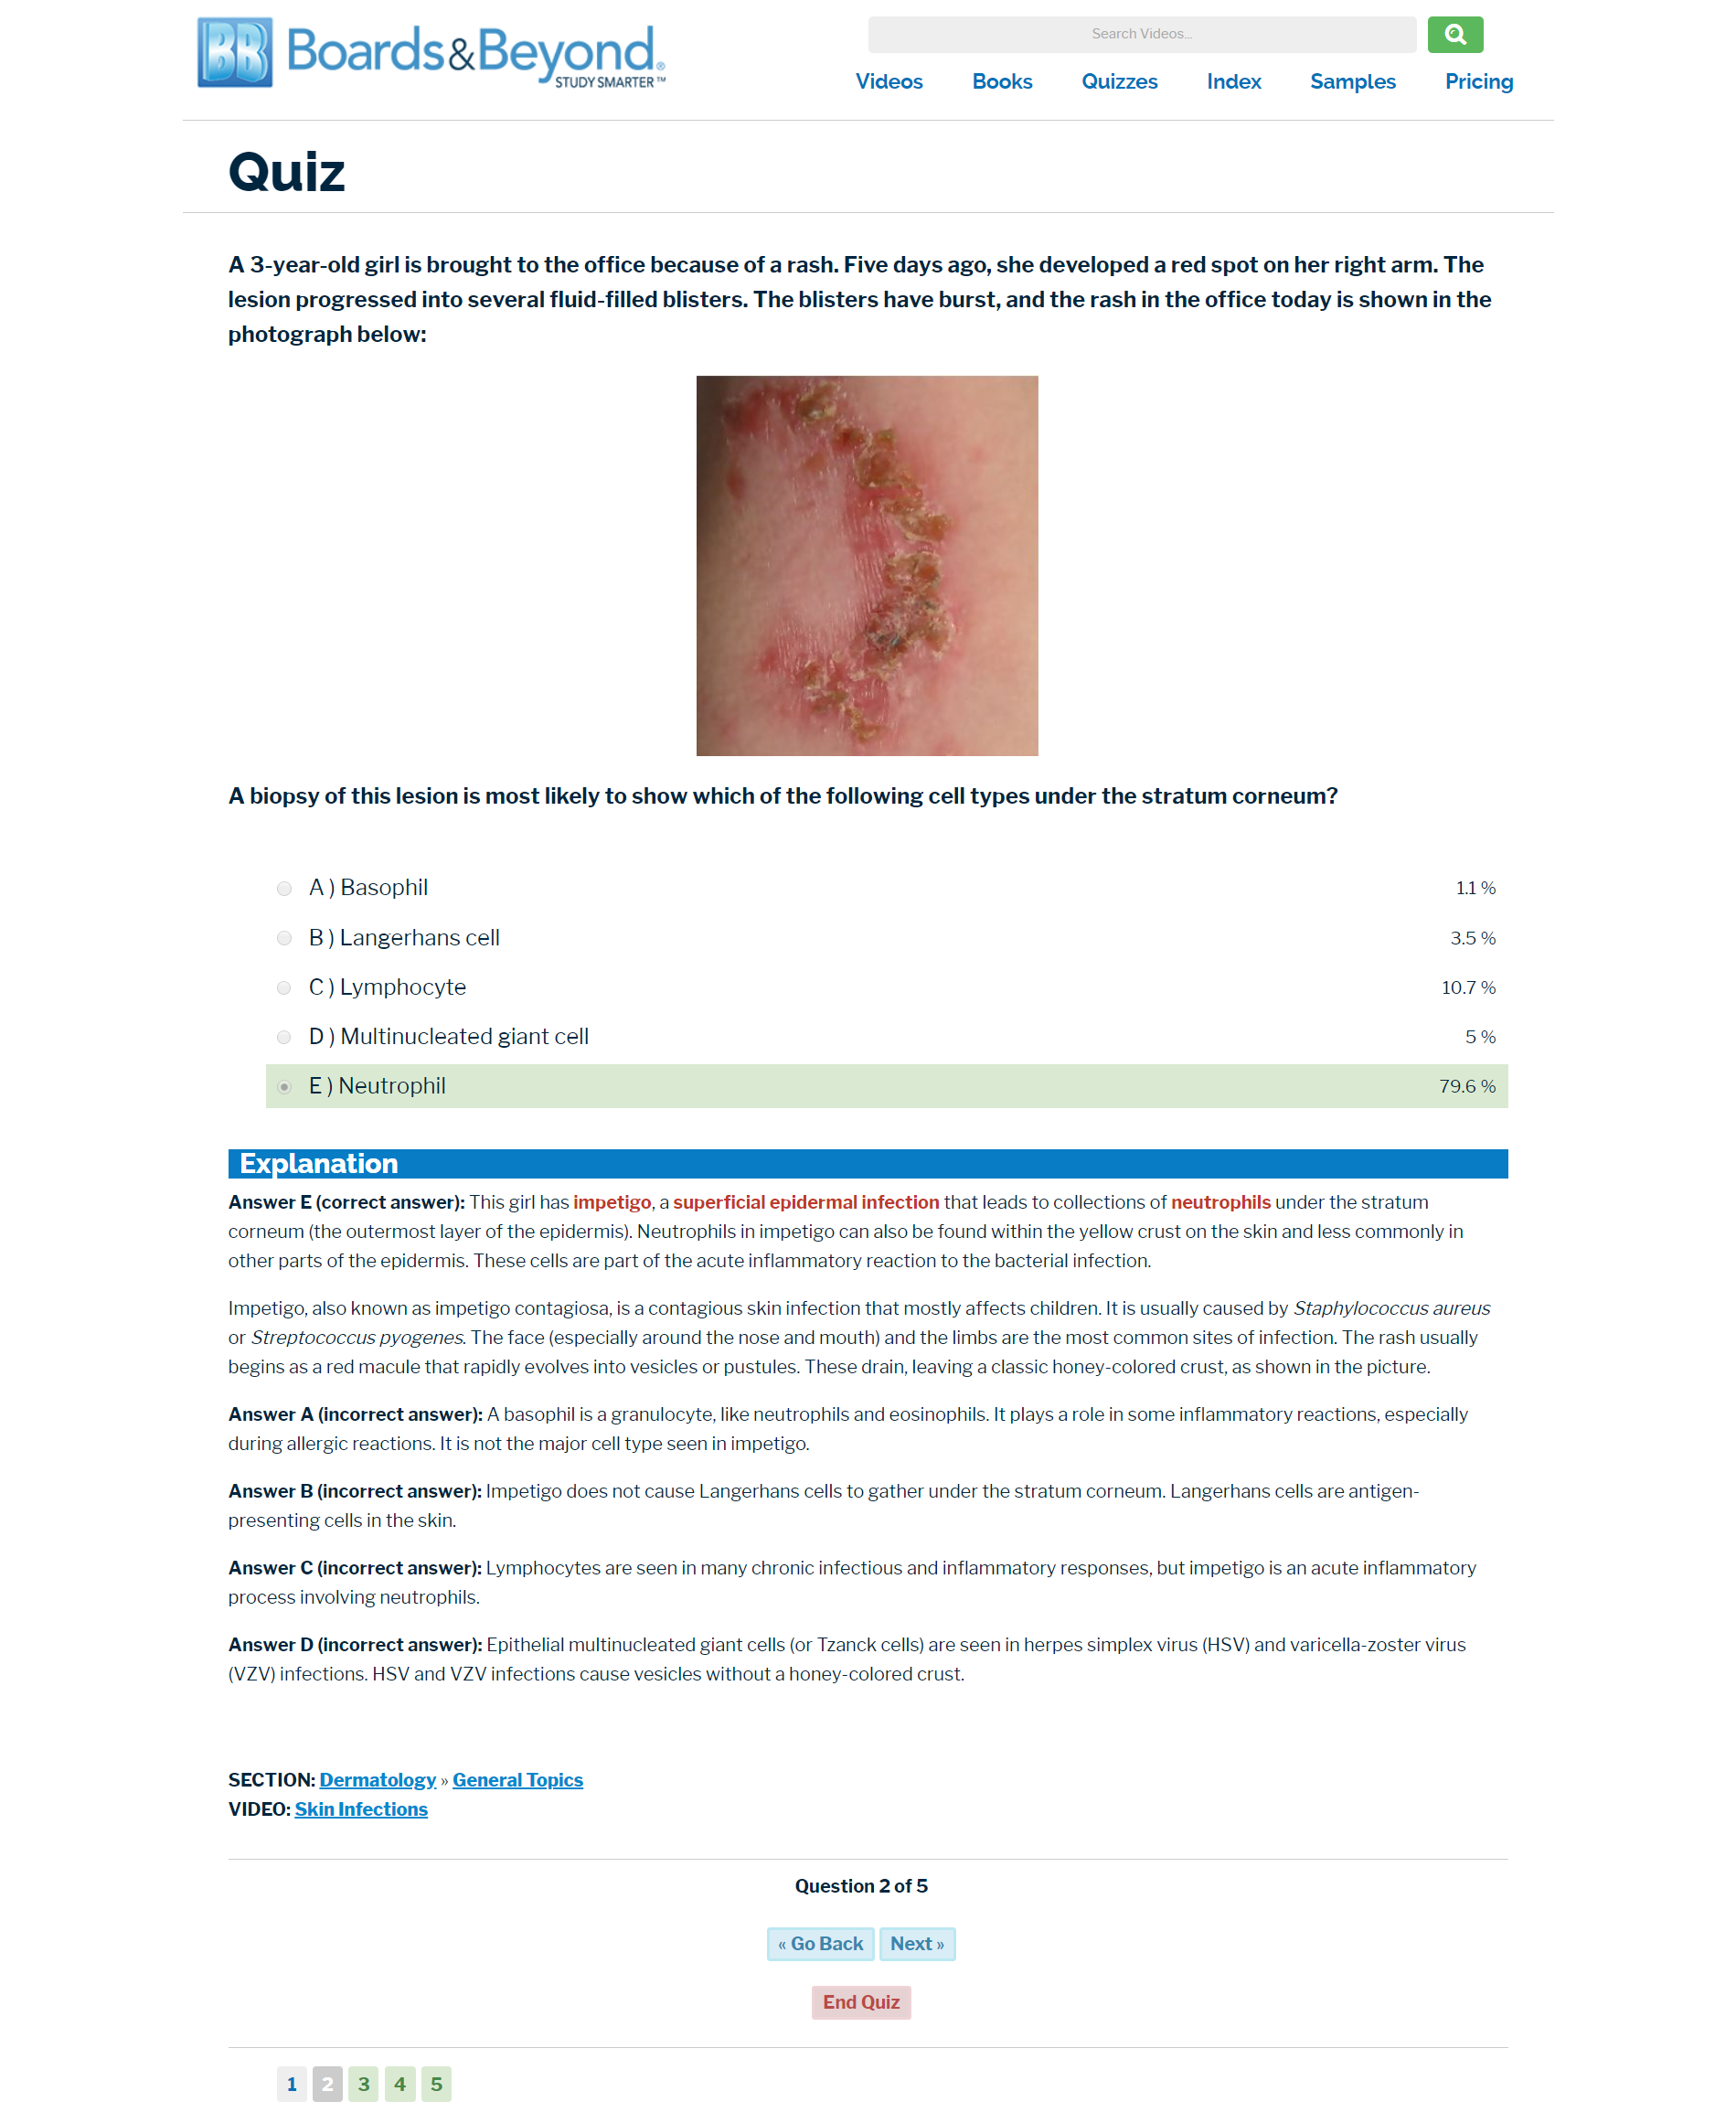 BB Boards&Beyond®
STUDY SMARTER™
Search Videos...
Videos Books Quizzes Index Samples Pricing
Quiz
A 3-year-old girl is brought to the office because of a rash. Five days ago, she developed a red spot on her right arm. The
lesion progressed into several fluid-filled blisters. The blisters have burst, and the rash in the office today is shown in the
photograph below:
A biopsy of this lesion is most likely to show which of the following cell types under the stratum corneum?
A ) Basophil 1.1 %
B ) Langerhans cell 3.5 %
C ) Lymphocyte 10.7 %
D ) Multinucleated giant cell 5 %
E ) Neutrophil 79.6 %
Explanation
Answer E (correct answer): This girl has impetigo, a superficial epidermal infection that leads to collections of neutrophils under the stratum
corneum (the outermost layer of the epidermis). Neutrophils in impetigo can also be found within the yellow crust on the skin and less commonly in
other parts of the epidermis. These cells are part of the acute inflammatory reaction to the bacterial infection.
Impetigo, also known as impetigo contagiosa, is a contagious skin infection that mostly affects children. It is usually caused by Staphylococcus aureus
or Streptococcus pyogenes. The face (especially around the nose and mouth) and the limbs are the most common sites of infection. The rash usually
begins as a red macule that rapidly evolves into vesicles or pustules. These drain, leaving a classic honey-colored crust, as shown in the picture.
Answer A (incorrect answer): A basophil is a granulocyte, like neutrophils and eosinophils. It plays a role in some inflammatory reactions, especially
during allergic reactions. It is not the major cell type seen in impetigo.
Answer B (incorrect answer): Impetigo does not cause Langerhans cells to gather under the stratum corneum. Langerhans cells are antigen-
presenting cells in the skin.
Answer C (incorrect answer): Lymphocytes are seen in many chronic infectious and inflammatory responses, but impetigo is an acute inflammatory
process involving neutrophils.
Answer D (incorrect answer): Epithelial multinucleated giant cells (or Tzanck cells) are seen in herpes simplex virus (HSV) and varicella-zoster virus
(VZV) infections. HSV and VZV infections cause vesicles without a honey-colored crust.
SECTION: Dermatology » General Topics
VIDEO: Skin Infections
Question 2 of 5
« Go Back Next »
End Quiz
1 2 3 4 5